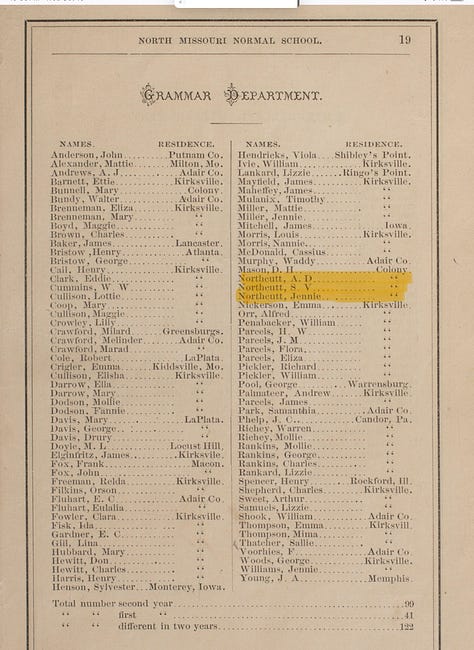 NORTH MISSOURI NORMAL SCHOOL. 19
GRAMMAR DEPARTMENT.
NAMES. RESIDENCE.
Anderson, John Putnam Co.
Alexander, Mattie Milton, Mo.
Andrews, A. J Adair Co.
Barnett, Ettie Kirksville.
Bunnell, Mary Colony.
Bundy, Walter Adair Co.
Brenneman, Eliza Kirksville.
Brenneman, Mary "
Boyd, Maggie "
Brown, Charles "
Baker, James Lancaster.
Bristow, Henry Atlanta.
Bristow, George "
Call, Henry Kirksville.
Clark, Eddie "
Cummins, W. W "
Cullison, Lottie "
Coop, Mary "
Cullison, Maggie "
Crowley, Lilly "
Crawford, Milard Greensburgs.
Crawford, Melinder Adair Co.
Crawford, Marad "
Cole, Robert LaPlata.
Crigler, Emma Kiddsville, Mo.
Cullison, Elisha Kirksville.
Darrow, Ella "
Darrow, Mary "
Dodson, Mollie "
Dodson, Fannie "
Davis, Mary LaPlata.
Davis, George "
Davis, Drury "
Doyle, M. L Locust Hill.
Elginfritz, James Kirksville.
Fox, Frank Macon.
Fox, John "
Freeman, Relda Kirksville.
Filkins, Orson "
Fluhart, E. C Adair Co.
Fluhart, Eulalia "
Fowler, Clara Kirksville.
Fisk, Ida "
Gardner, E. C "
Gill, Lina "
Hubbard, Mary "
Hewitt, Don "
Hewitt, Charles "
Harris, Henry "
Henson, Sylvester Monterey, Iowa.
NAMES. RESIDENCE.
Hendricks, Viola Shibley's Point.
Ivie, William Kirksville.
Lankard, Lizzie Ringo's Point.
Mayfield, James Kirksville.
Maheffey, James "
Mulanix, Timothy "
Miller, Mattie "
Miller, Jennie "
Mitchell, James Iowa.
Morris, Louis Kirksville.
Morris, Nannie "
McDonald, Cassius "
Murphy, Waddy Adair Co.
Mason, D. H Colony.
Northcutt, A. D "
Northcutt, S. V "
Northcutt, Jennie "
Nickerson, Emma Kirksville.
Orr, Alfred "
Penabacker, William "
Parcels, H. W "
Parcels, J. M "
Parcels, Flora "
Parcels, Eliza "
Pickler, Richard "
Pickler, William "
Pool, George Warrensburg.
Palmateer, Andrew Kirksville.
Parcels, James "
Park, Samanthia Adair Co.
Phelp, J. C. Candor, Pa.
Richey, Warren Kirksville.
Richey, Mollie "
Rankins, Mollie "
Rankins, George "
Rankins, Charles "
Rankard, Lizzie "
Spencer, Henry Rockford, Ill.
Shepherd, Charles Kirksville.
Sweet, Arthur "
Samuels, Lizzie "
Shook, William Adair Co.
Thompson, Emma Kirksvill.
Thompson, Mima "
Thatcher, Sallie "
Voorhies, F Adair Co.
Woods, George Kirksville.
Williams, Jennie "
Young, J. A Memphis.
Total number second year 99
" " first " 41
" " different in two years 122